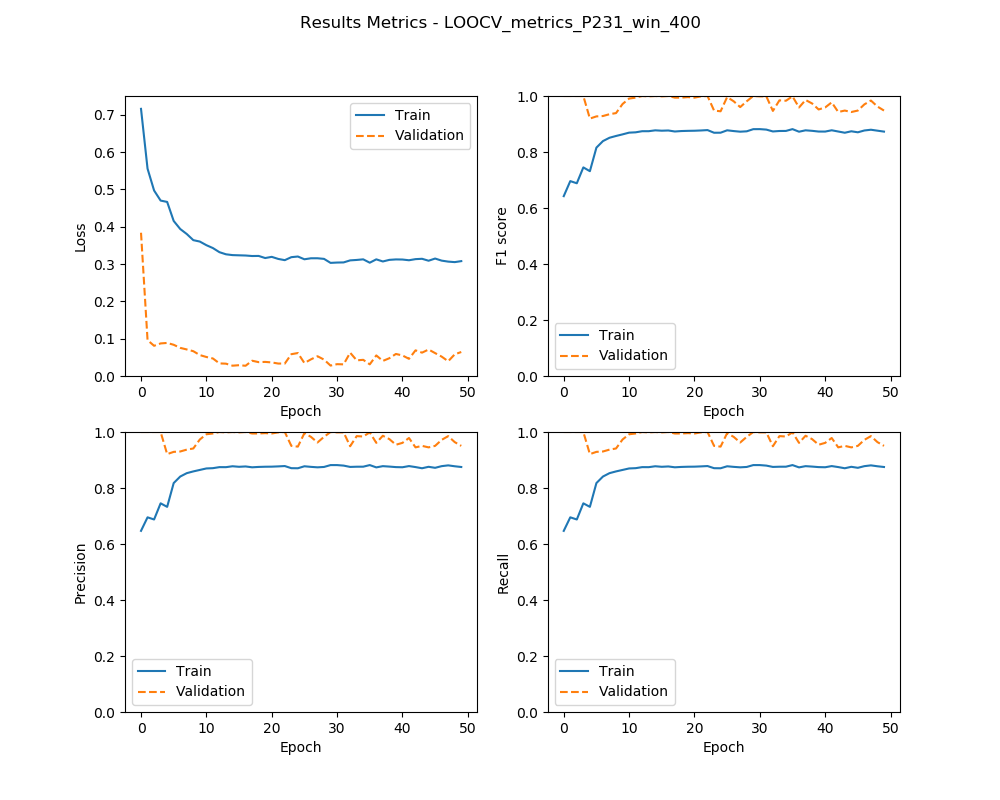 Results Metrics - LOOCV_metrics_P231_win_400
0.7
0.6
0.5
0.4
0.3
0.2
0.1
0.0
Loss
Train
Validation
0 10 20 30 40 50
Epoch
1.0
0.8
0.6
0.4
0.2
0.0
F1 score
Train
Validation
0 10 20 30 40 50
Epoch
1.0
0.8
0.6
0.4
0.2
0.0
Precision
Train
Validation
0 10 20 30 40 50
Epoch
1.0
0.8
0.6
0.4
0.2
0.0
Recall
Train
Validation
0 10 20 30 40 50
Epoch